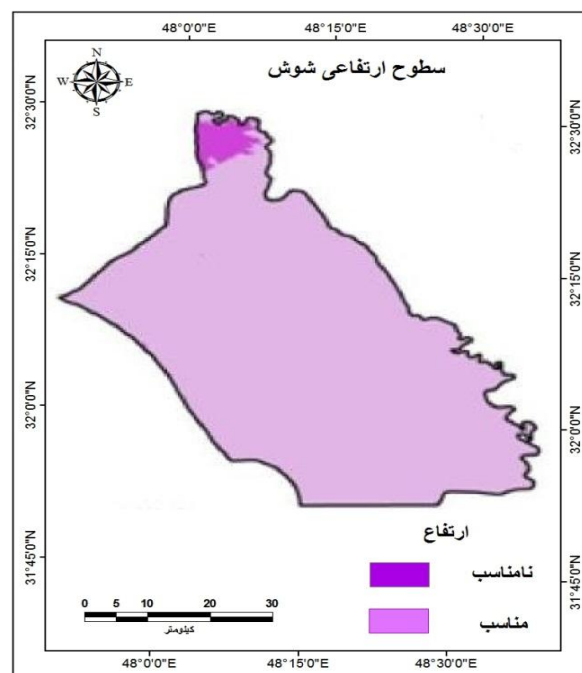 48°0'0"E 48°15'0"E 48°30'0"E
سطوح ارتفاعی شوش
N
W E
S
32°30'0"N 32°30'0"N
32°15'0"N 32°15'0"N
32°0'0"N 32°0'0"N
31°45'0"N 31°45'0"N
ارتفاع
نامناسب
مناسب
0 5 10 20 30
کیلومتر
48°0'0"E 48°15'0"E 48°30'0"E